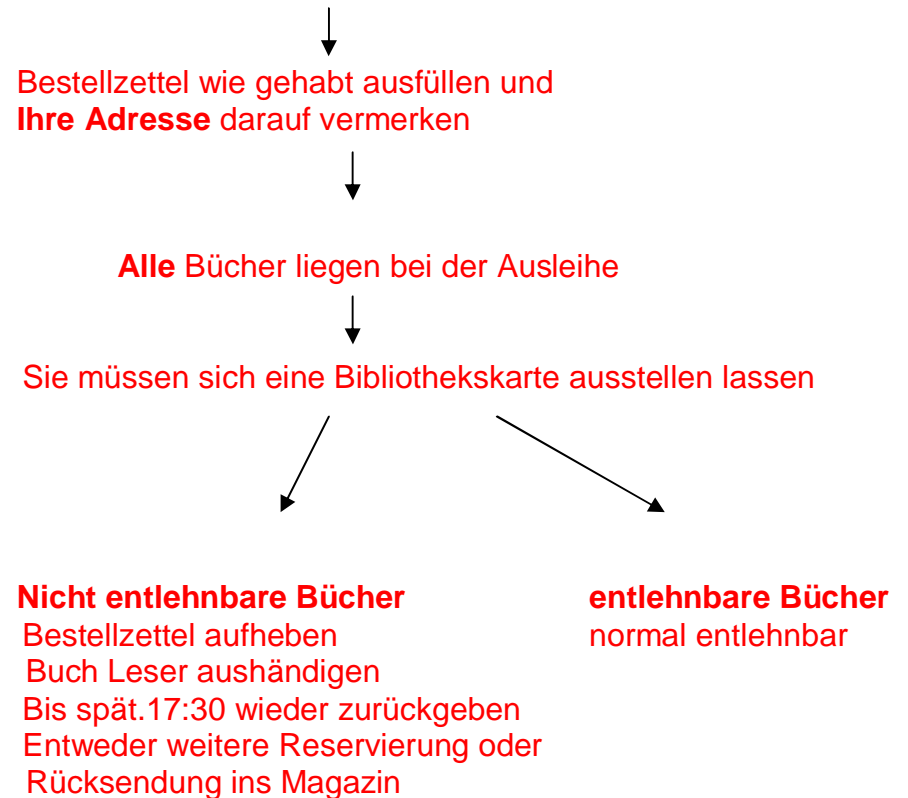 Bestellzettel wie gehabt ausfüllen und
Ihre Adresse darauf vermerken
Alle Bücher liegen bei der Ausleihe
Sie müssen sich eine Bibliothekskarte ausstellen lassen
Nicht entlehnbare Bücher
Bestellzettel aufheben
Buch Leser aushändigen
Bis spät.17:30 wieder zurückgeben
Entweder weitere Reservierung oder
Rücksendung ins Magazin
entlehnbare Bücher
normal entlehnbar